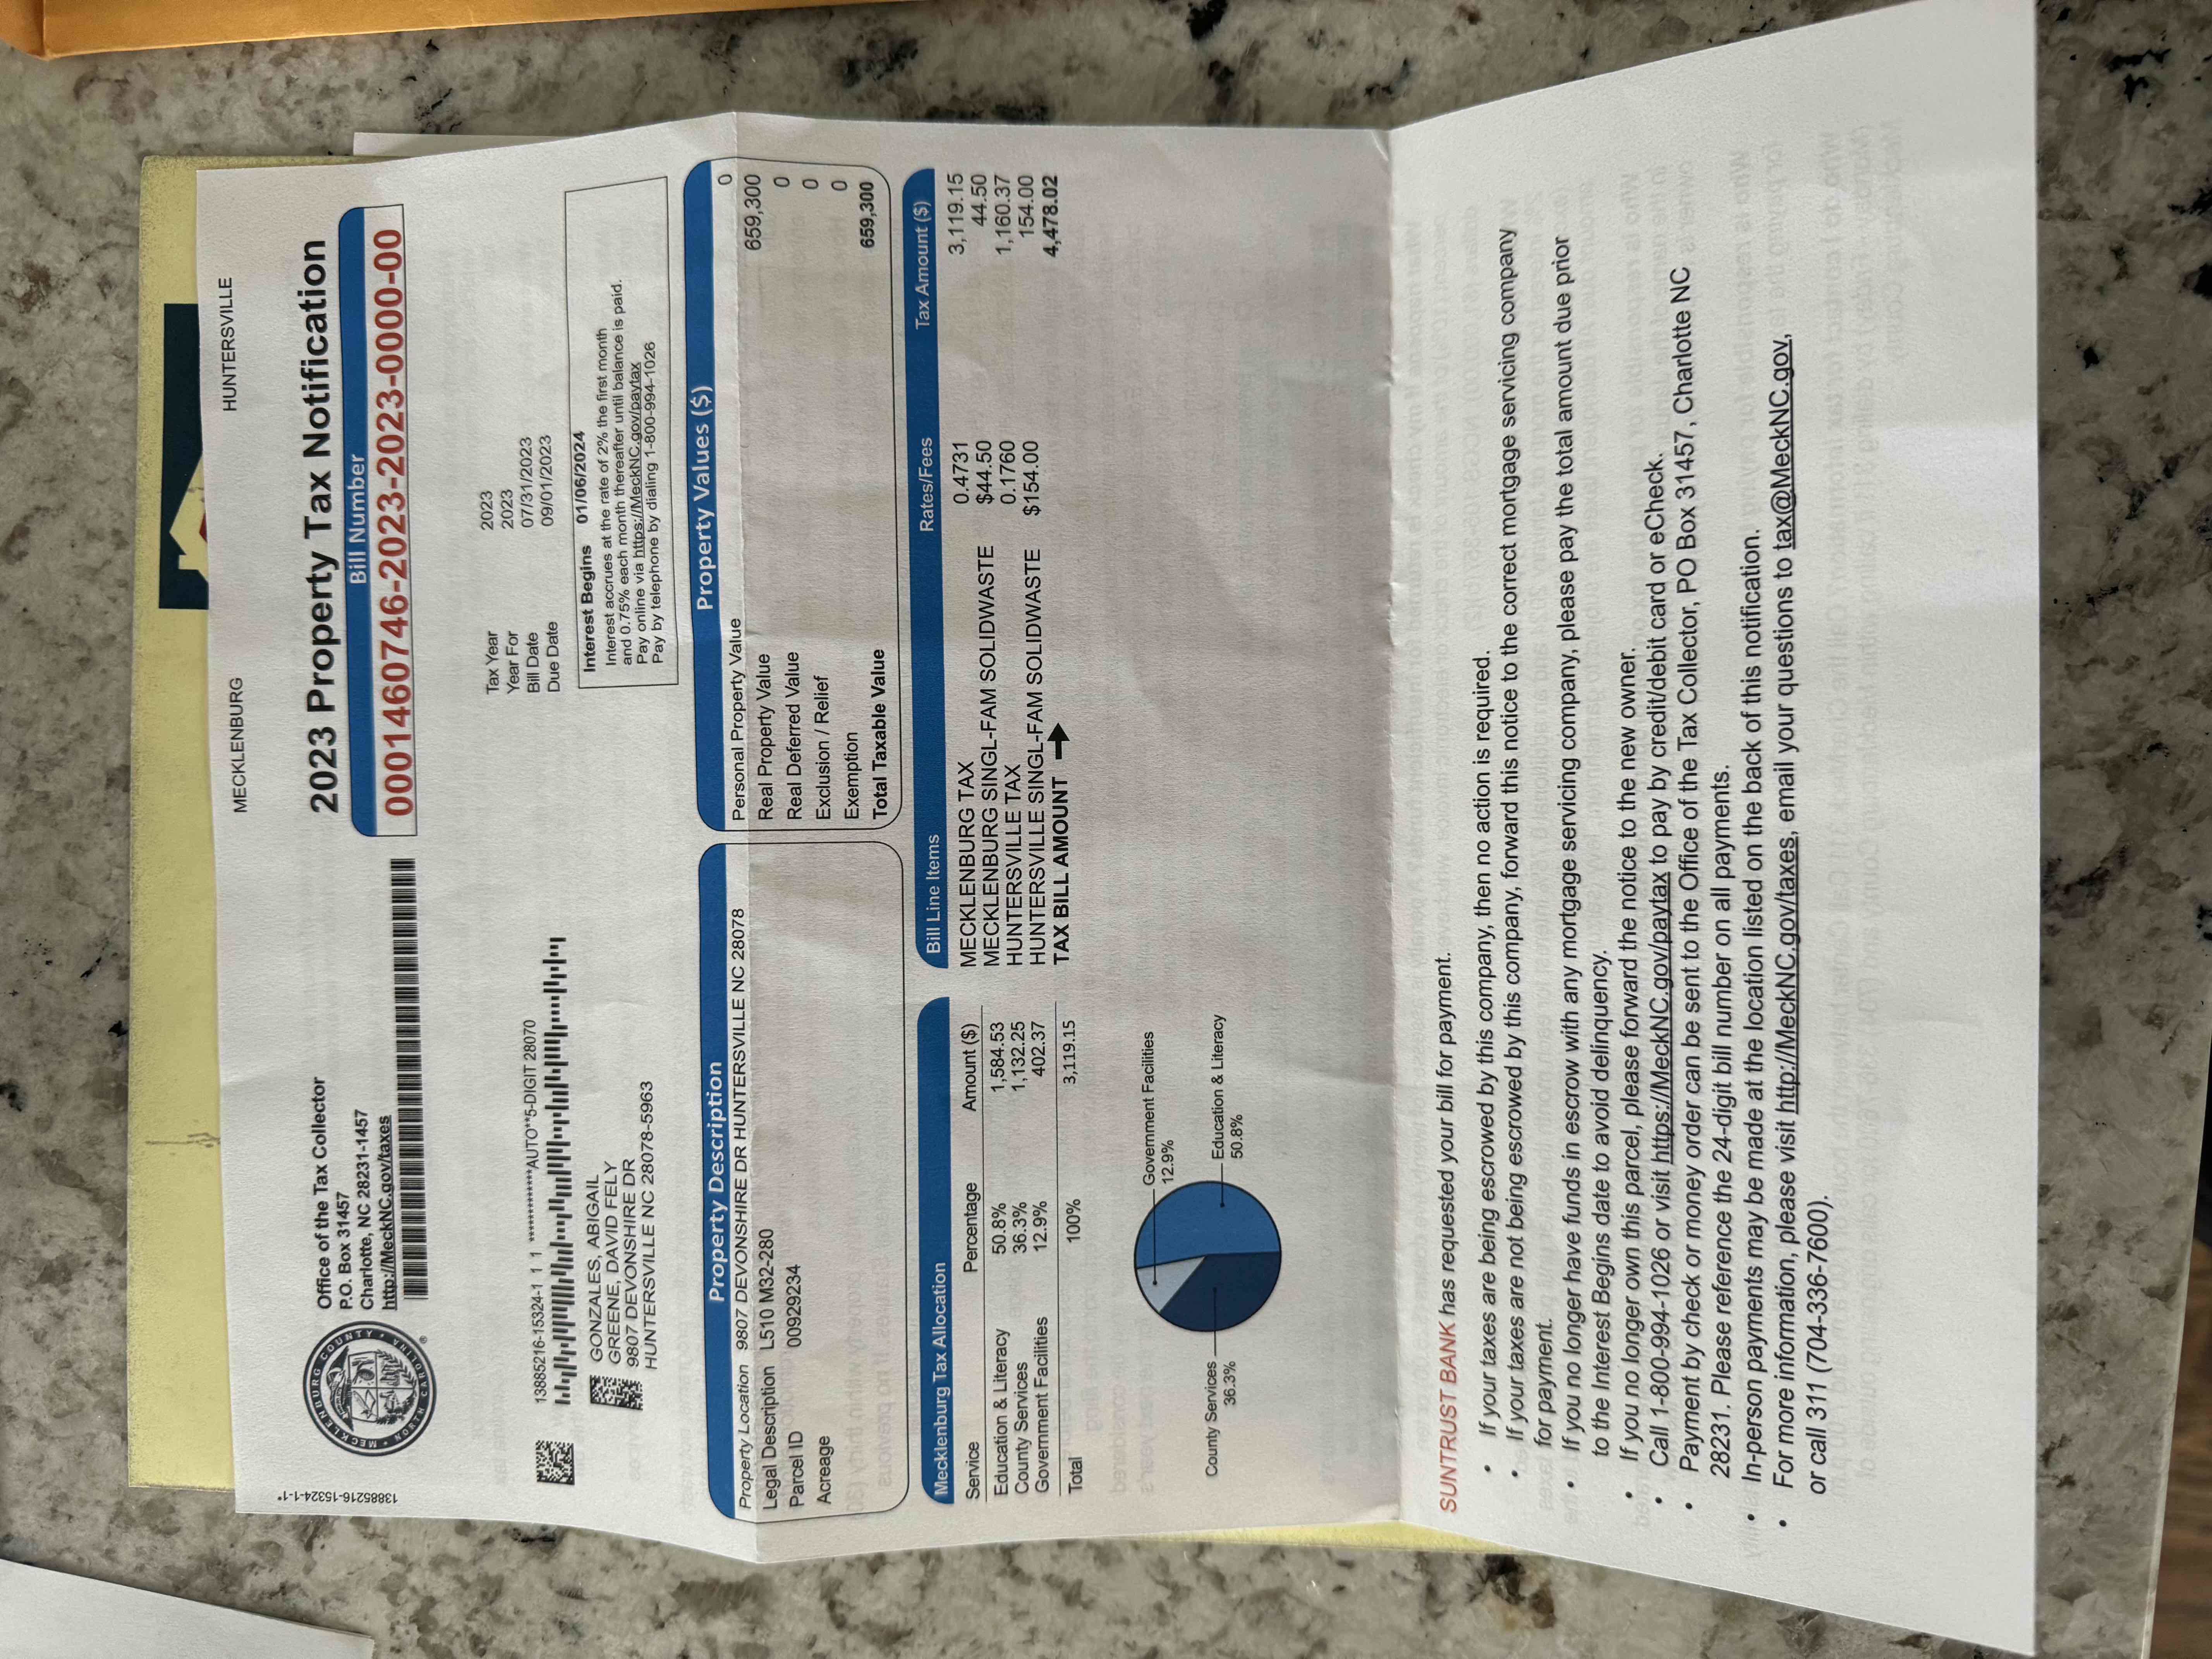 MECKLENBURG
HUNTERSVILLE
13885216-15324-1-1*
MECKLENBURG COUNTY
NORTH CAROLINA
®
Office of the Tax Collector
P.O. Box 31457
Charlotte, NC 28231-1457
http://MeckNC.gov/taxes
2023 Property Tax Notification
Bill Number
0001460746-2023-2023-0000-00
Tax Year 2023
Year For 2023
Bill Date 07/31/2023
Due Date 09/01/2023
13885216-15324-1 1 1 *************AUTO**5-DIGIT 28070
GONZALES, ABIGAIL
GREENE, DAVID FELY
9807 DEVONSHIRE DR
HUNTERSVILLE NC 28078-5963
Interest Begins 01/06/2024
Interest accrues at the rate of 2% the first month
and 0.75% each month thereafter until balance is paid.
Pay online via https://MeckNC.gov/paytax
Pay by telephone by dialing 1-800-994-1026
Property Description
Property Location 9807 DEVONSHIRE DR HUNTERSVILLE NC 28078
Legal Description L510 M32-280
Parcel ID 00929234
Acreage
Property Values ($)
Personal Property Value 0
Real Property Value 659,300
Real Deferred Value 0
Exclusion / Relief 0
Exemption 0
Total Taxable Value 659,300
Mecklenburg Tax Allocation
Service Percentage Amount ($)
Education & Literacy 50.8% 1,584.53
County Services 36.3% 1,132.25
Government Facilities 12.9% 402.37
Total 100% 3,119.15
Bill Line Items Rates/Fees Tax Amount ($)
MECKLENBURG TAX 0.4731 3,119.15
MECKLENBURG SINGL-FAM SOLIDWASTE $44.50 44.50
HUNTERSVILLE TAX 0.1760 1,160.37
HUNTERSVILLE SINGL-FAM SOLIDWASTE $154.00 154.00
TAX BILL AMOUNT → 4,478.02
Government Facilities
12.9%
County Services
36.3%
Education & Literacy
50.8%
SUNTRUST BANK has requested your bill for payment.
• If your taxes are being escrowed by this company, then no action is required.
• If your taxes are not being escrowed by this company, forward this notice to the correct mortgage servicing company
for payment.
• If you no longer have funds in escrow with any mortgage servicing company, please pay the total amount due prior
to the Interest Begins date to avoid delinquency.
• If you no longer own this parcel, please forward the notice to the new owner.
• Call 1-800-994-1026 or visit https://MeckNC.gov/paytax to pay by credit/debit card or eCheck.
• Payment by check or money order can be sent to the Office of the Tax Collector, PO Box 31457, Charlotte NC
28231. Please reference the 24-digit bill number on all payments.
• In-person payments may be made at the location listed on the back of this notification.
• For more information, please visit http://MeckNC.gov/taxes, email your questions to tax@MeckNC.gov,
or call 311 (704-336-7600).